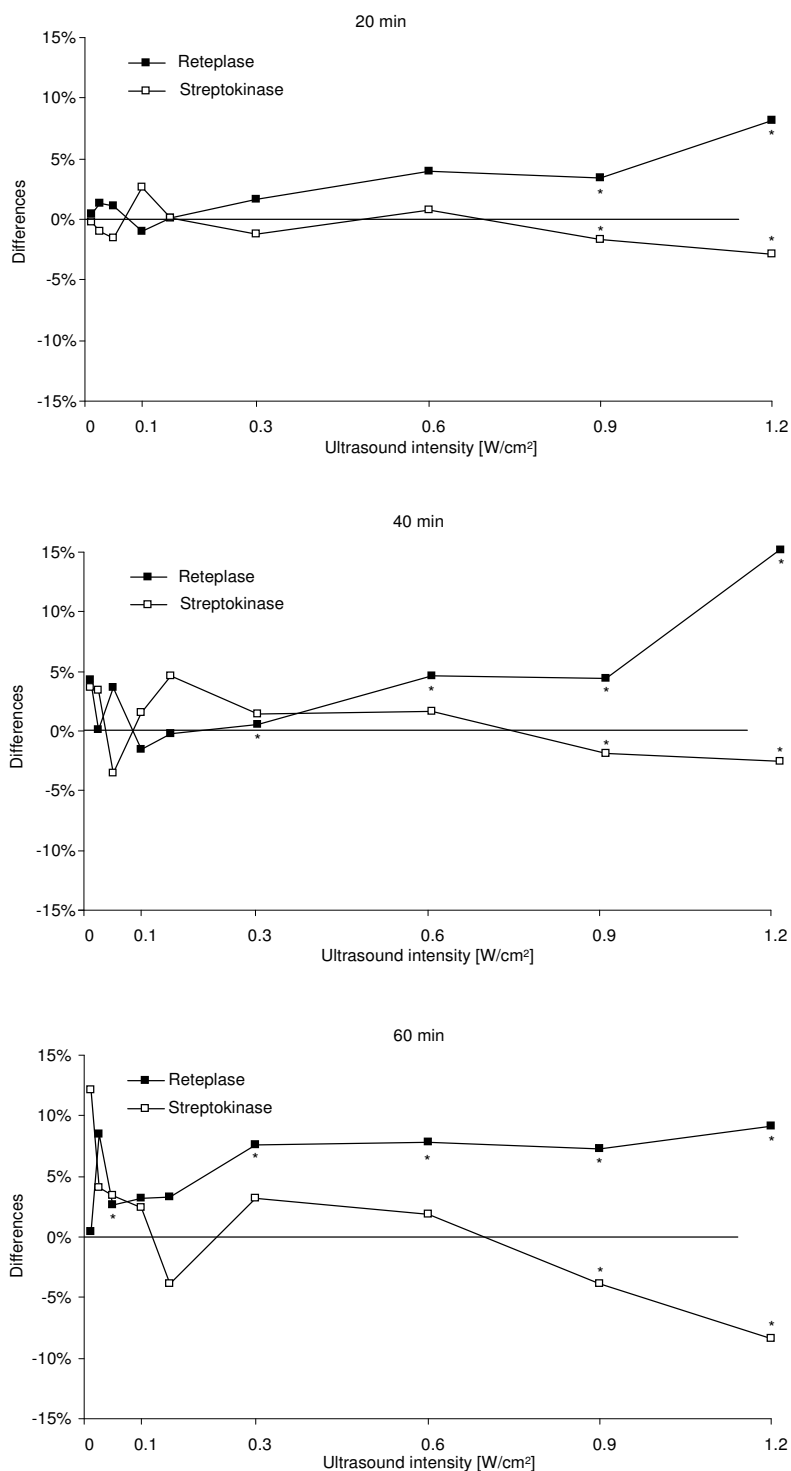 20 min
15%
Reteplase
Streptokinase
10%
*
5%
*
0%
*
*
-5%
-10%
-15%
0 0.1 0.3 0.6 0.9 1.2
Ultrasound intensity [W/cm²]
Differences
40 min
15%
*
Reteplase
Streptokinase
10%
5%
* *
0%
*
* *
-5%
-10%
-15%
0 0.1 0.3 0.6 0.9 1.2
Ultrasound intensity [W/cm²]
Differences
60 min
15%
Reteplase
Streptokinase
10%
*
5%
* * *
*
0%
*
-5%
*
-10%
-15%
0 0.1 0.3 0.6 0.9 1.2
Ultrasound intensity [W/cm²]
Differences